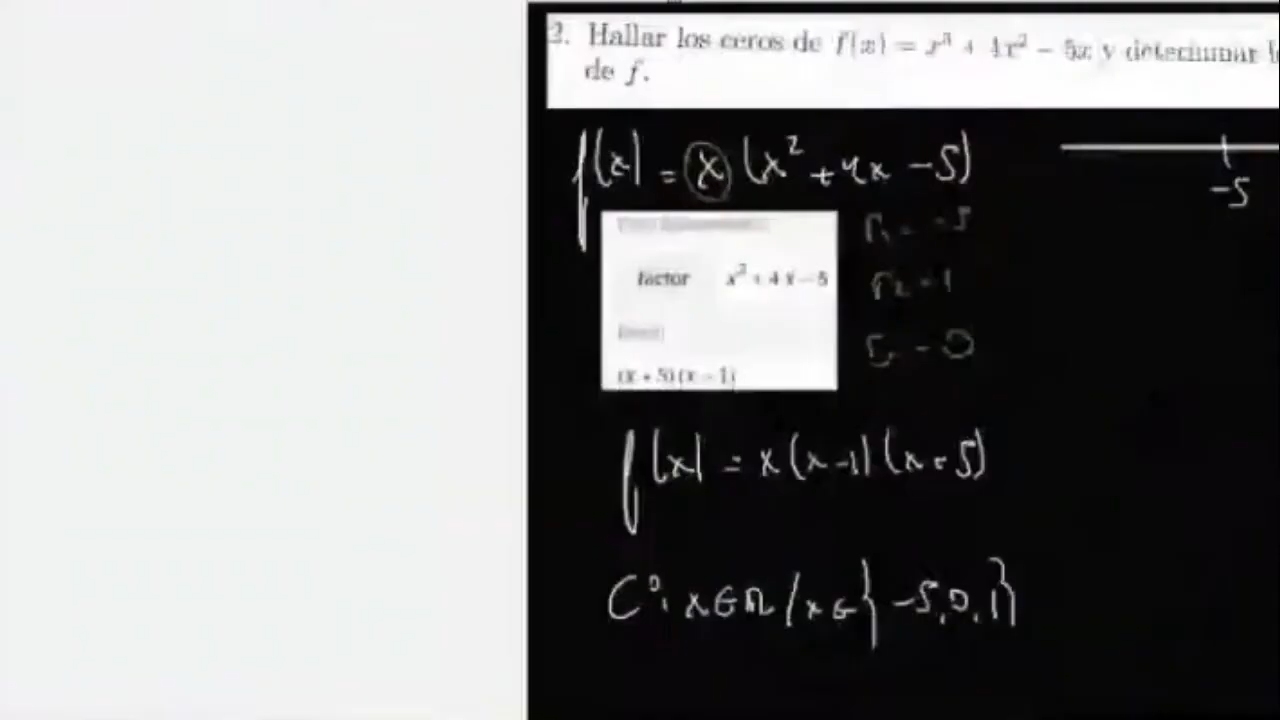 2. Hallar los ceros de f(x) = x³ + 4x² − 5x y determinar
de f.
f(x) = x (x² + 4x − 5)
−5
r₁ = −5
factor x² + 4x − 5
r₂ = 1
= 0
(x + 5)(x − 1)
f(x) = x(x−1)(x+5)
C⁰: x∈ℝ / x∈{−5,0,1}